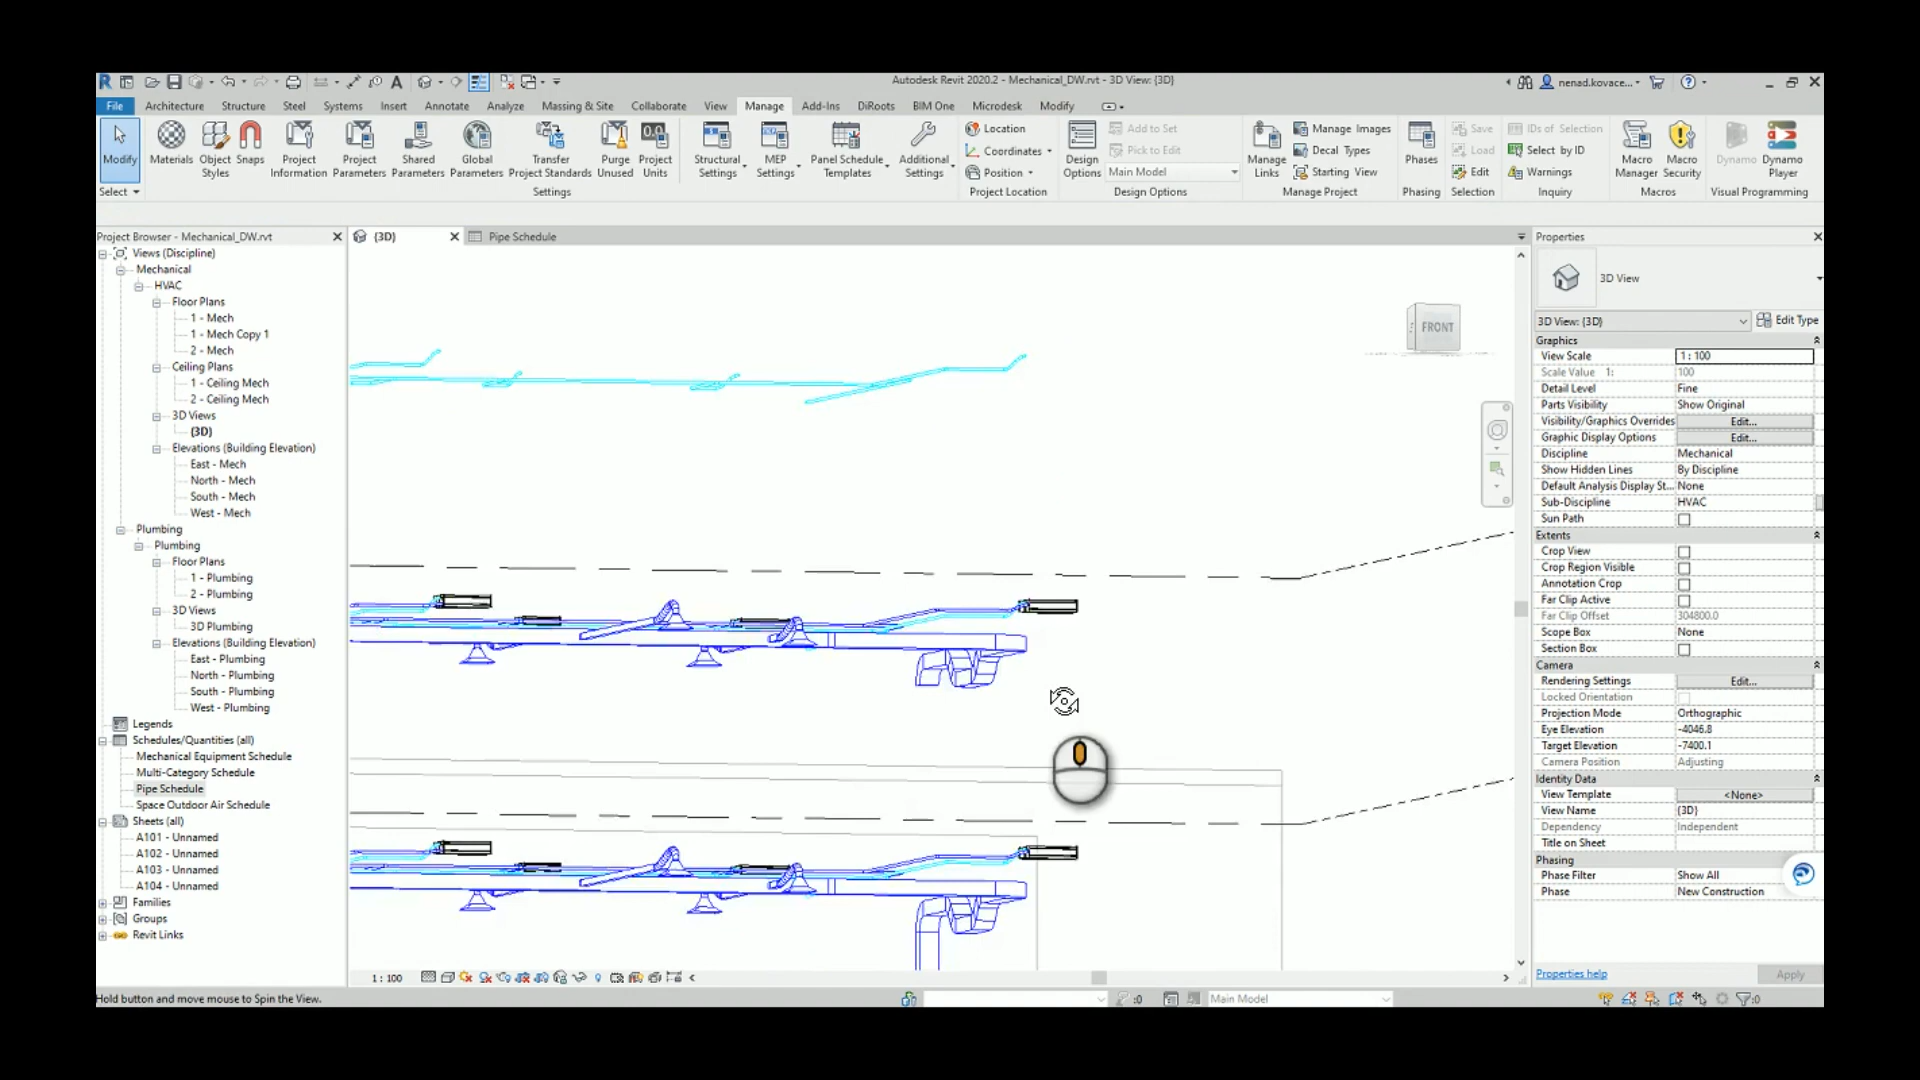 Autodesk Revit 2020.2 - Mechanical_DW.rvt - 3D View: {3D}
nenad.kovace...
File Architecture Structure Steel Systems Insert Annotate Analyze Massing & Site Collaborate View Manage Add-Ins DiRoots BIM One Microdesk Modify
Modify
Materials
Object Styles
Snaps
Project Information
Project Parameters
Shared Parameters
Global Parameters
Transfer Project Standards
Purge Unused
Project Units
Structural Settings
MEP Settings
Panel Schedule Templates
Additional Settings
Location
Coordinates
Position
Design Options
Add to Set
Pick to Edit
Main Model
Manage Links
Manage Images
Decal Types
Starting View
Phases
Save
Load
Edit
IDs of Selection
Select by ID
Warnings
Macro Manager
Macro Security
Dynamo
Dynamo Player
Select
Settings
Project Location
Design Options
Manage Project
Phasing
Selection
Inquiry
Macros
Visual Programming
Project Browser - Mechanical_DW.rvt
Views (Discipline)
Mechanical
HVAC
Floor Plans
1 - Mech
1 - Mech Copy 1
2 - Mech
Ceiling Plans
1 - Ceiling Mech
2 - Ceiling Mech
3D Views
{3D}
Elevations (Building Elevation)
East - Mech
North - Mech
South - Mech
West - Mech
Plumbing
Plumbing
Floor Plans
1 - Plumbing
2 - Plumbing
3D Views
3D Plumbing
Elevations (Building Elevation)
East - Plumbing
North - Plumbing
South - Plumbing
West - Plumbing
Legends
Schedules/Quantities (all)
Mechanical Equipment Schedule
Multi-Category Schedule
Pipe Schedule
Space Outdoor Air Schedule
Sheets (all)
A101 - Unnamed
A102 - Unnamed
A103 - Unnamed
A104 - Unnamed
Families
Groups
Revit Links
{3D}
Pipe Schedule
FRONT
1 : 100
Properties
3D View
3D View: {3D}
Edit Type
Graphics
View Scale 1 : 100
Scale Value 1: 100
Detail Level Fine
Parts Visibility Show Original
Visibility/Graphics Overrides Edit...
Graphic Display Options Edit...
Discipline Mechanical
Show Hidden Lines By Discipline
Default Analysis Display St... None
Sub-Discipline HVAC
Sun Path
Extents
Crop View
Crop Region Visible
Annotation Crop
Far Clip Active
Far Clip Offset 304800.0
Scope Box None
Section Box
Camera
Rendering Settings Edit...
Locked Orientation
Projection Mode Orthographic
Eye Elevation -4046.8
Target Elevation -7400.1
Camera Position Adjusting
Identity Data
View Template <None>
View Name {3D}
Dependency Independent
Title on Sheet
Phasing
Phase Filter Show All
Phase New Construction
Properties help
Apply
Hold button and move mouse to Spin the View.
:0
Main Model
:0